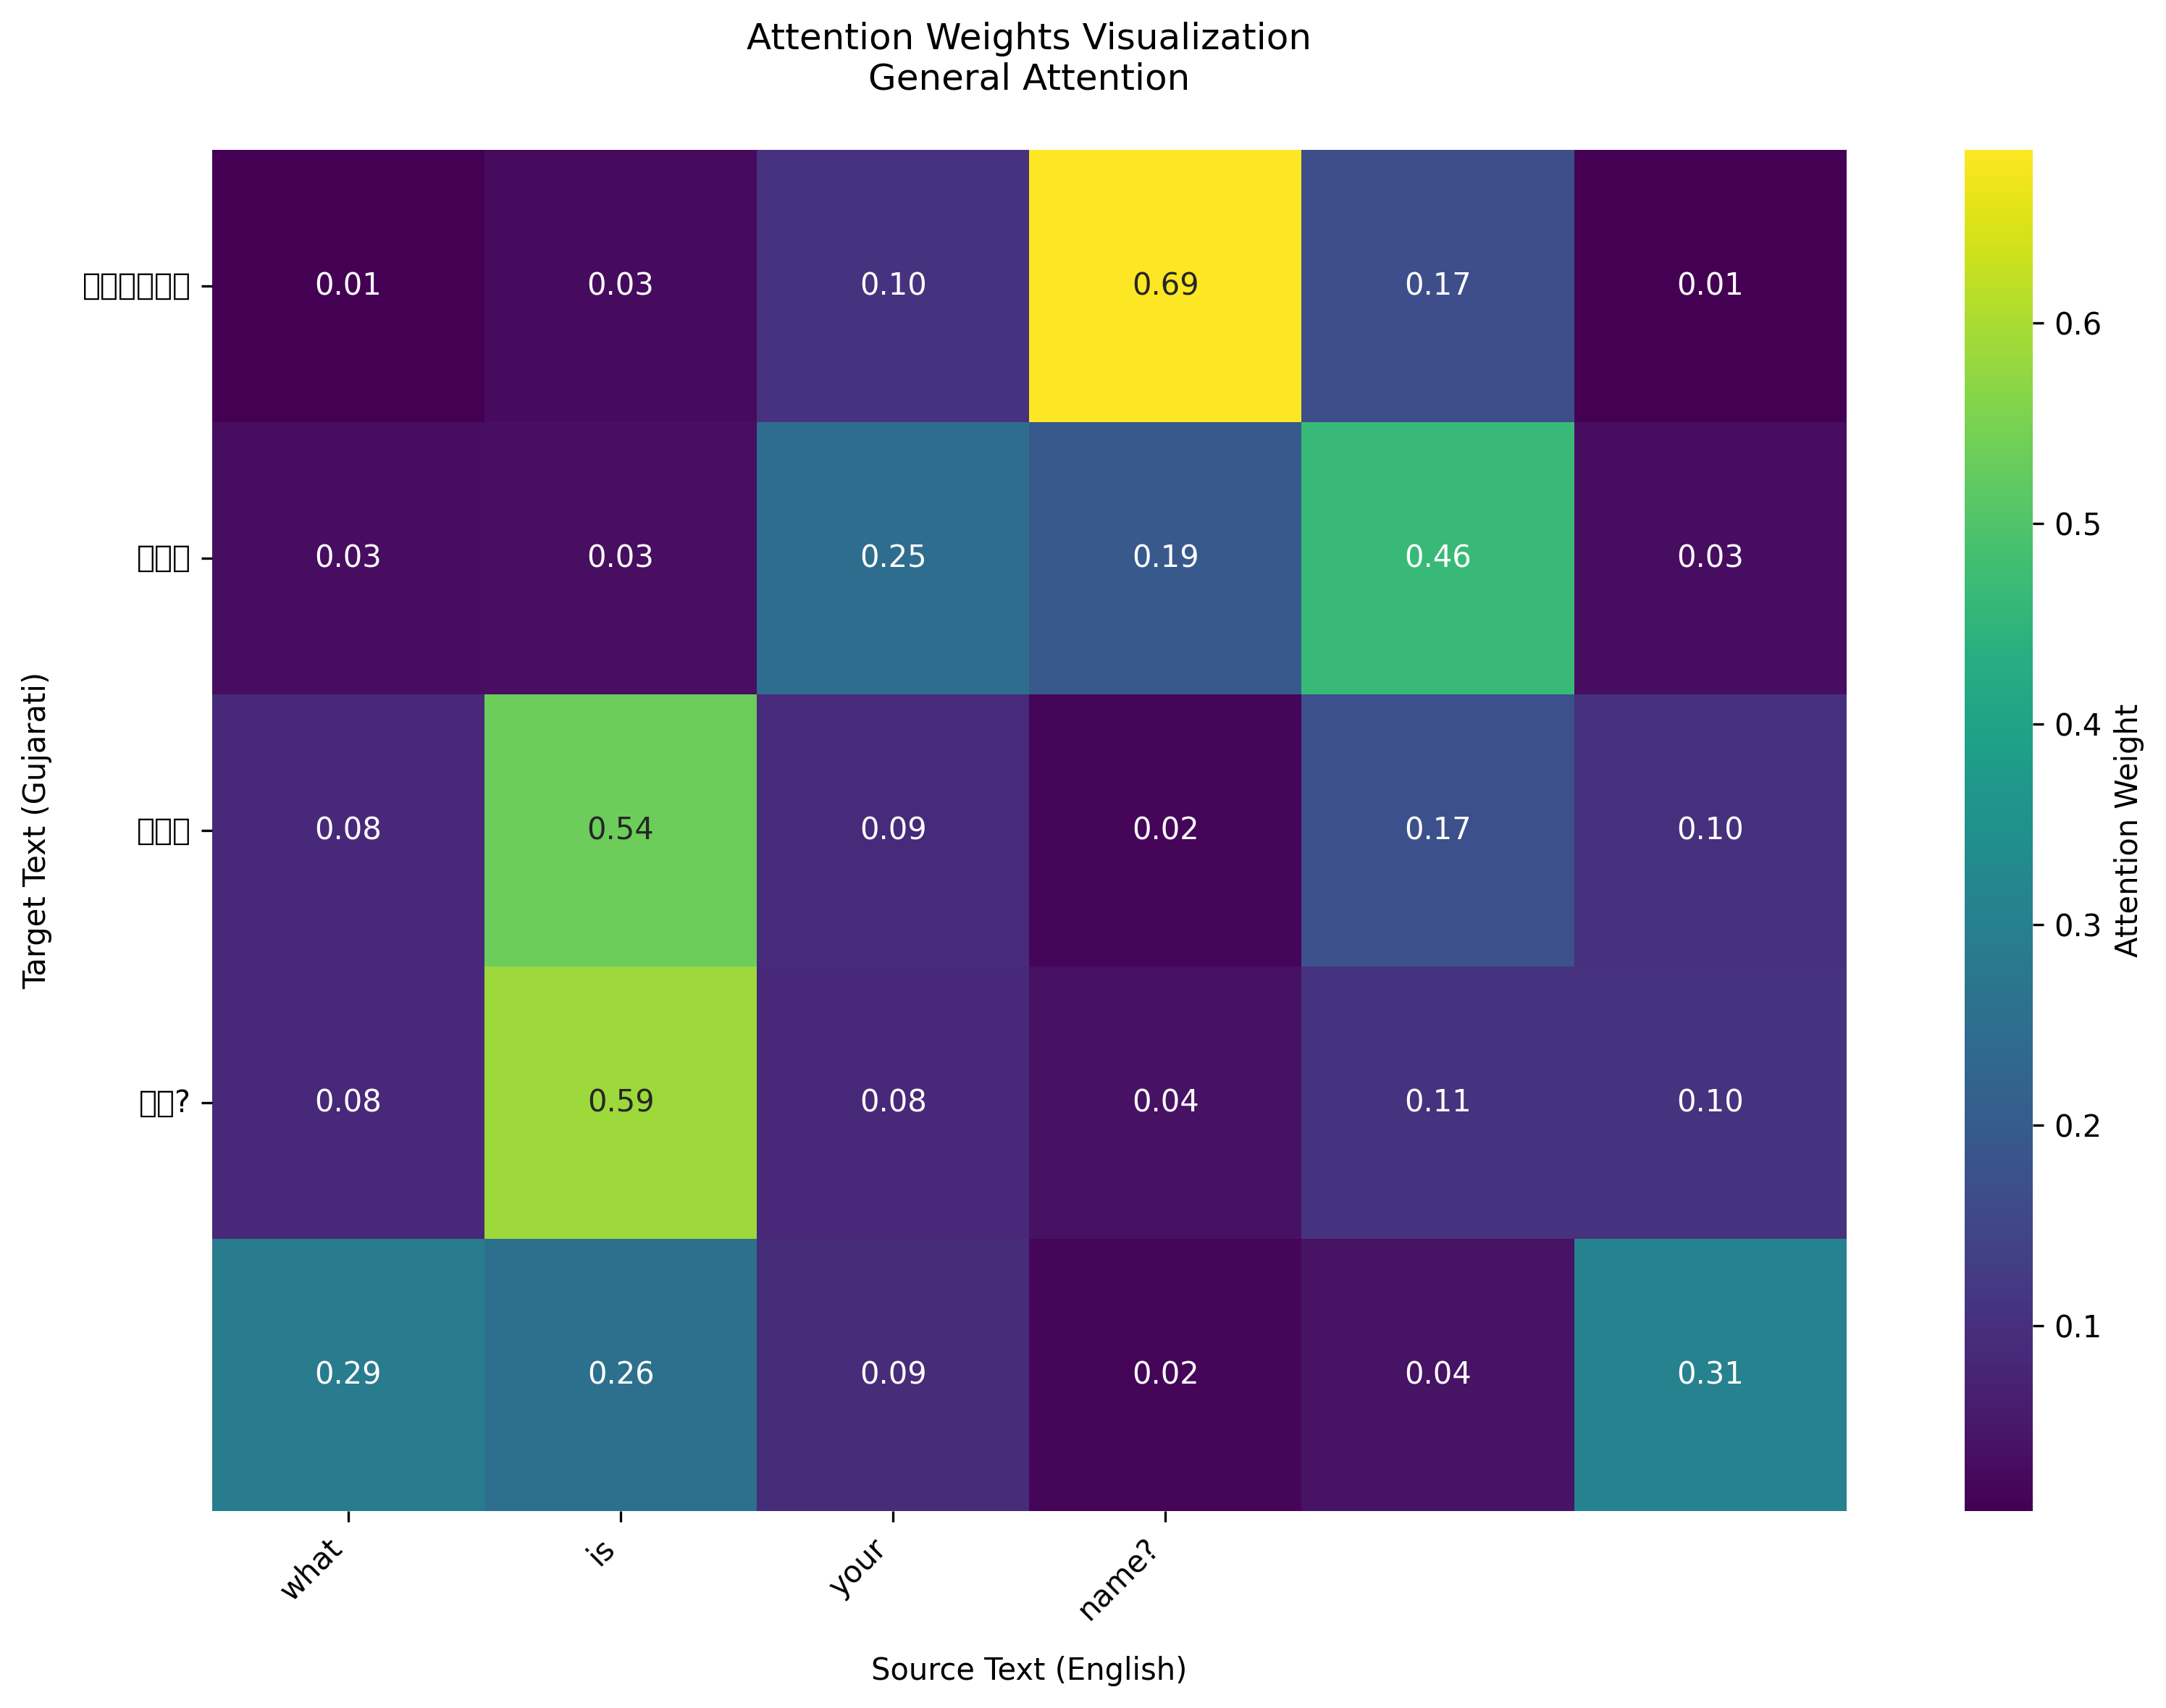 Attention Weights Visualization
General Attention
0.01 0.03 0.10 0.69 0.17 0.01
0.03 0.03 0.25 0.19 0.46 0.03
0.08 0.54 0.09 0.02 0.17 0.10
?
0.08 0.59 0.08 0.04 0.11 0.10
0.29 0.26 0.09 0.02 0.04 0.31
what is your name?
Source Text (English)
Target Text (Gujarati)
0.6
0.5
0.4
0.3
0.2
0.1
Attention Weight